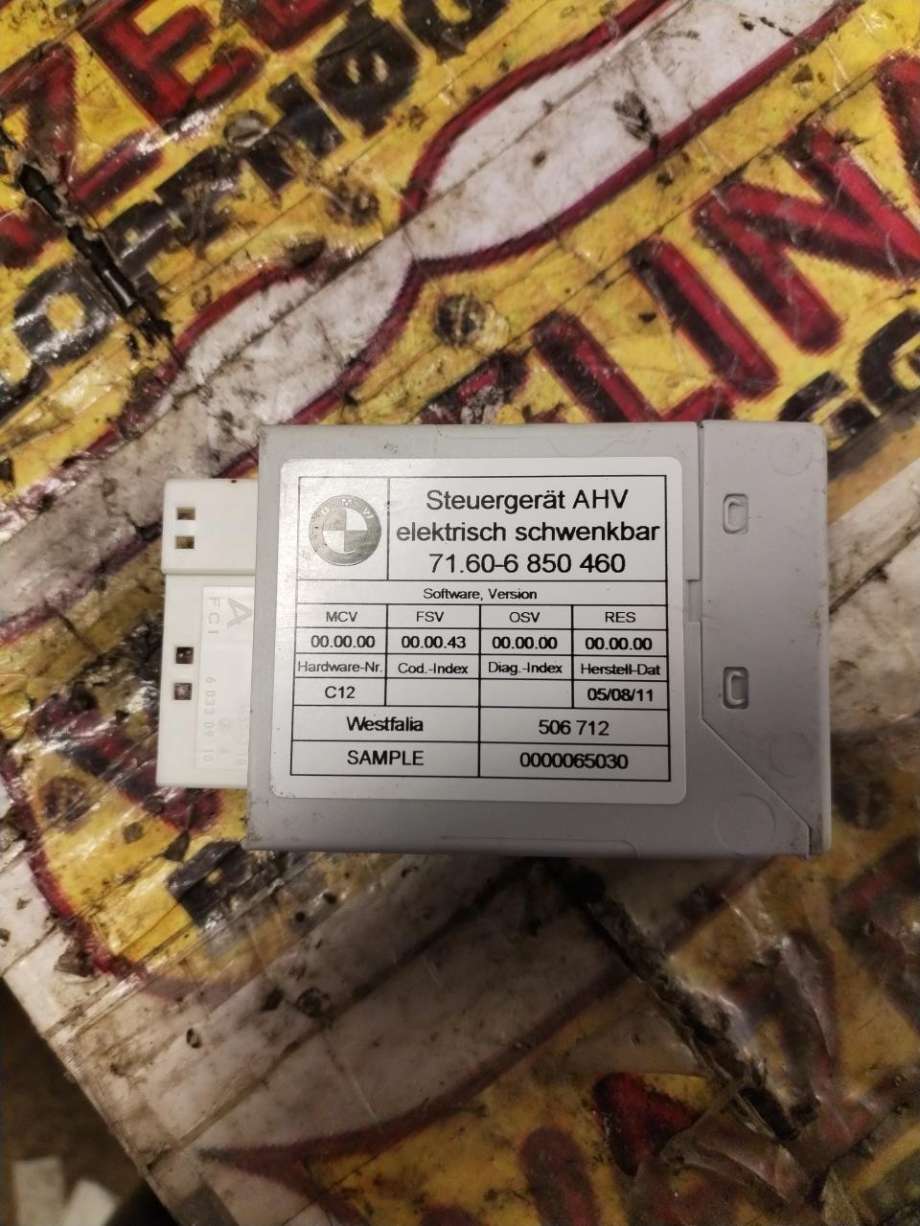 Steuergerät AHV
elektrisch schwenkbar
71.60-6 850 460
Software, Version
MCV FSV OSV RES
00.00.00 00.00.43 00.00.00 00.00.00
Hardware-Nr. Cod.-Index Diag.-Index Herstell-Dat
C12 05/08/11
Westfalia 506 712
SAMPLE 0000065030
FCI